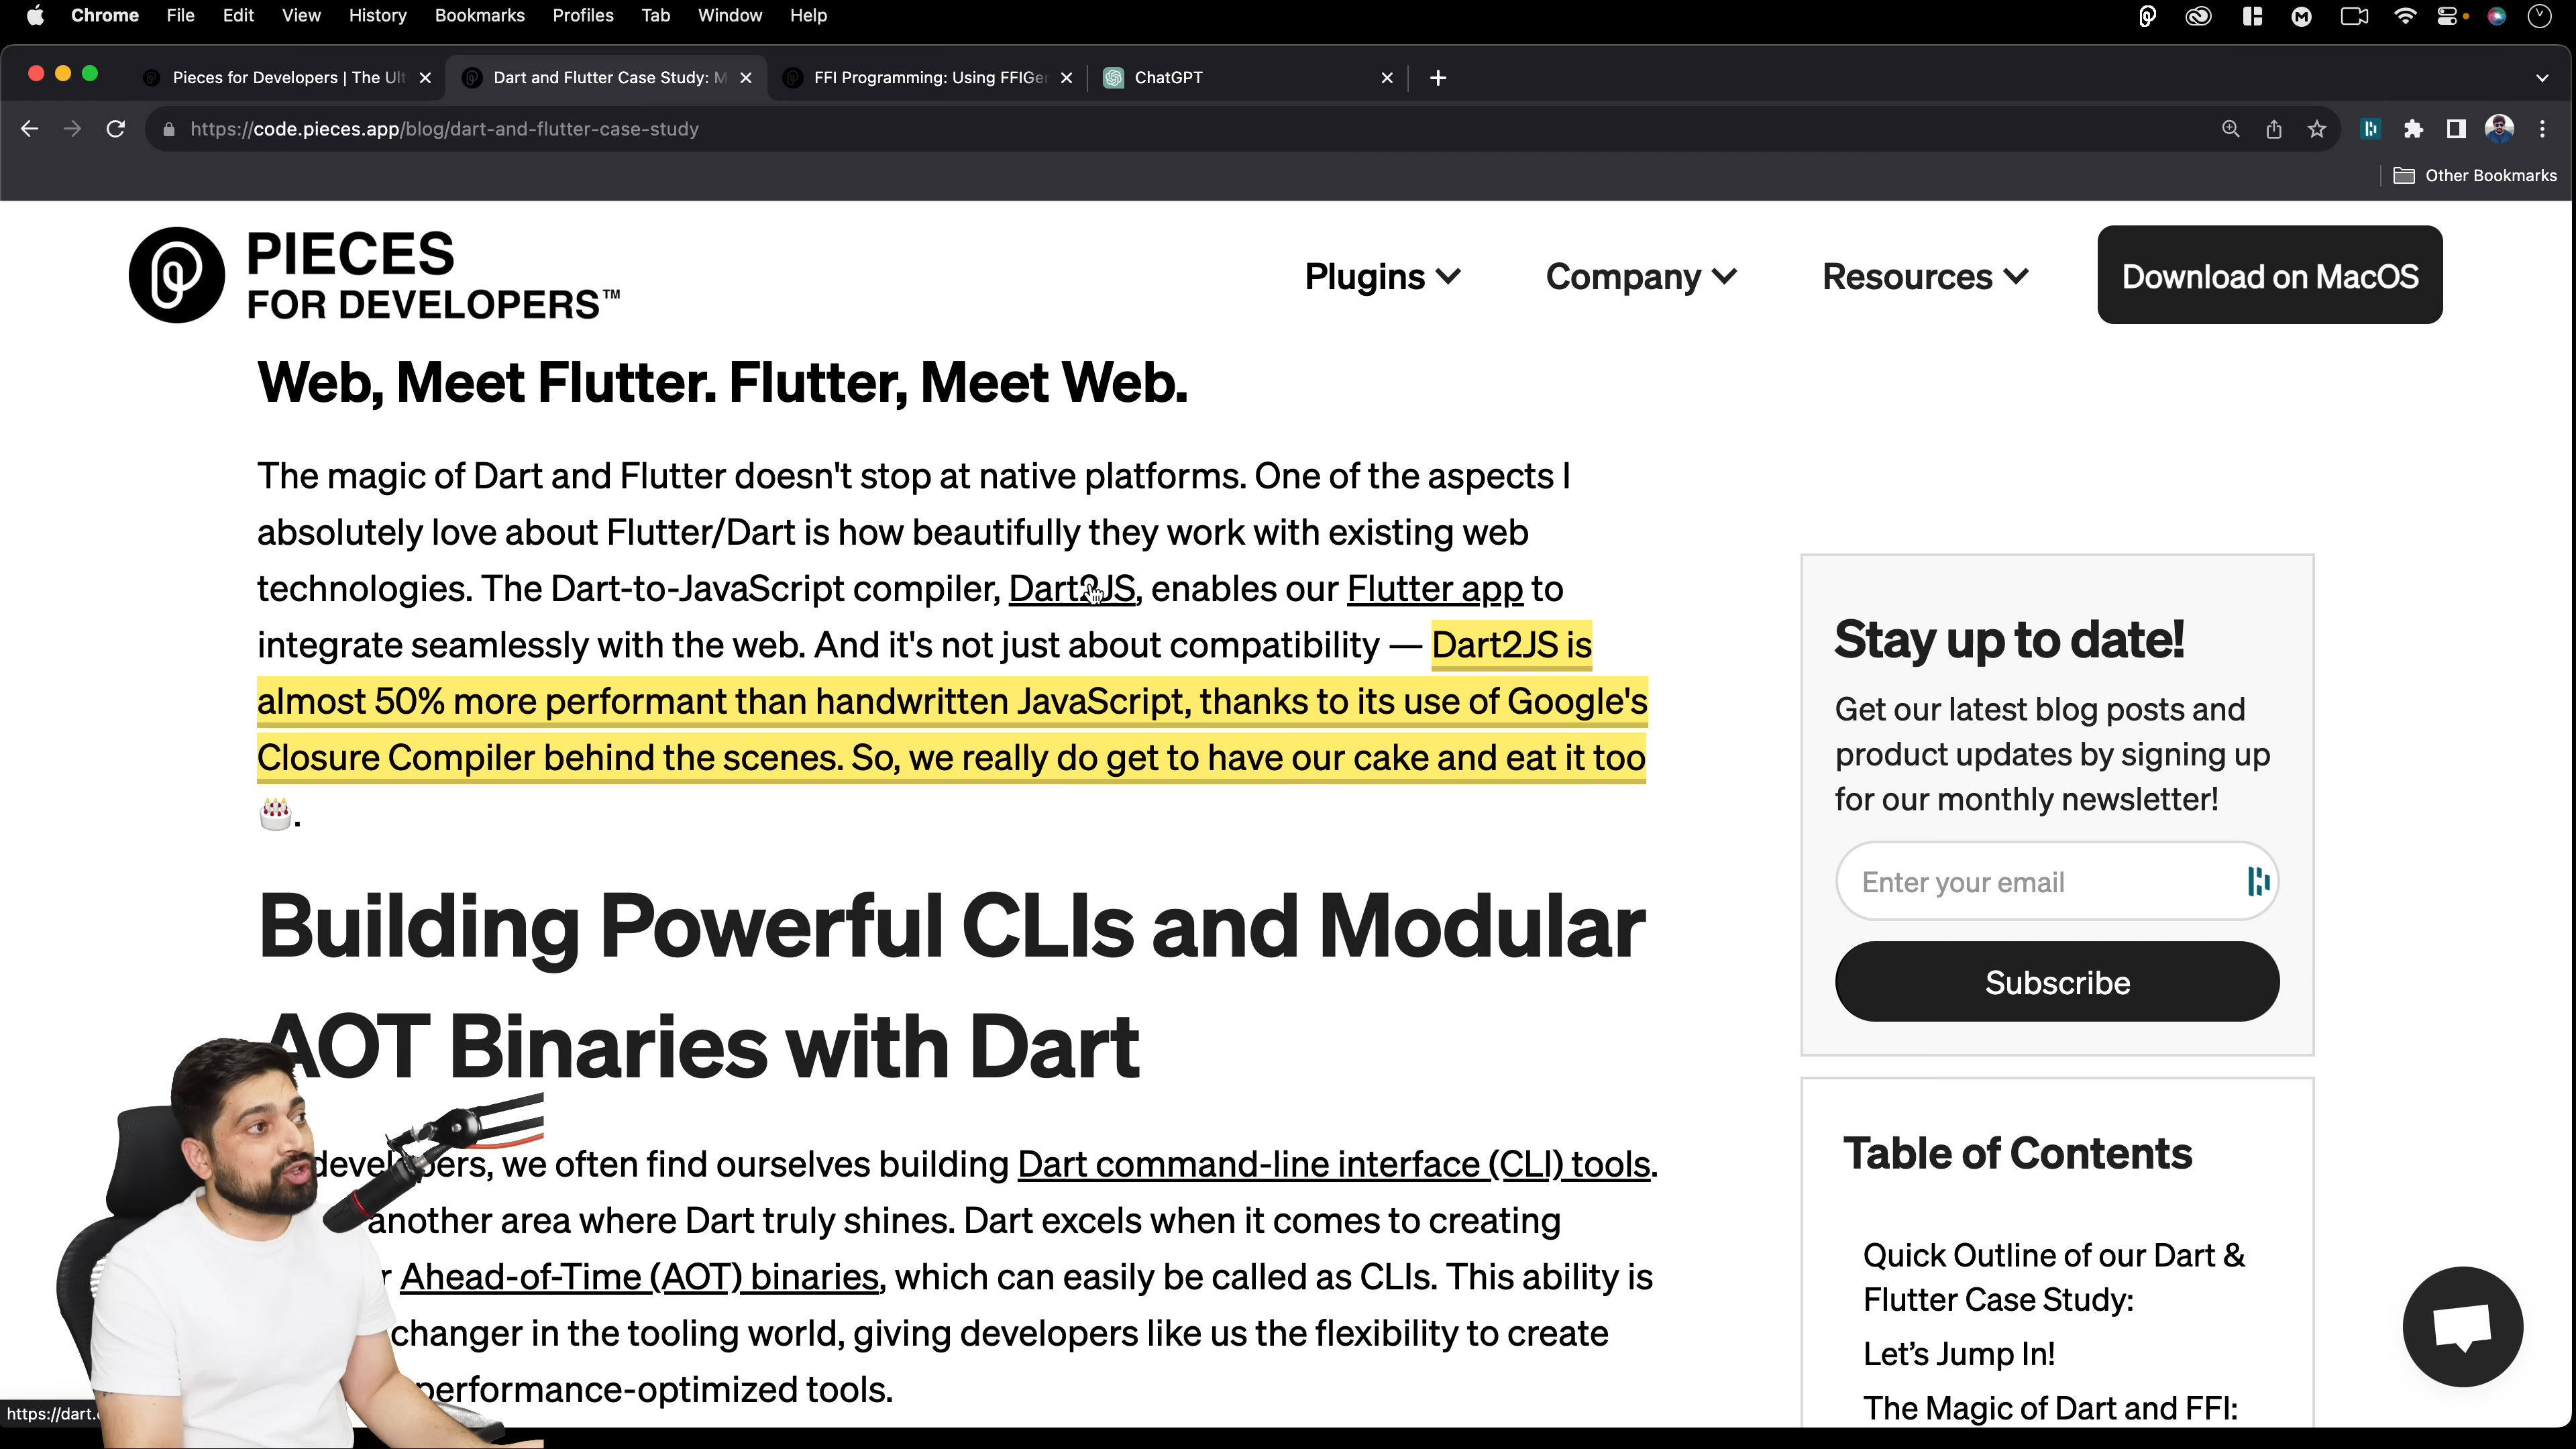 Chrome File Edit View History Bookmarks Profiles Tab Window Help
Pieces for Developers | The Ult
Dart and Flutter Case Study: M
FFI Programming: Using FFIGen
ChatGPT
https://code.pieces.app/blog/dart-and-flutter-case-study
Other Bookmarks
PIECES
FOR DEVELOPERS™
Plugins
Company
Resources
Download on MacOS
Web, Meet Flutter. Flutter, Meet Web.
The magic of Dart and Flutter doesn't stop at native platforms. One of the aspects I
absolutely love about Flutter/Dart is how beautifully they work with existing web
technologies. The Dart-to-JavaScript compiler, Dart2JS, enables our Flutter app to
integrate seamlessly with the web. And it's not just about compatibility — Dart2JS is
almost 50% more performant than handwritten JavaScript, thanks to its use of Google's
Closure Compiler behind the scenes. So, we really do get to have our cake and eat it too
🎂.
Building Powerful CLIs and Modular
AOT Binaries with Dart
developers, we often find ourselves building Dart command-line interface (CLI) tools.
another area where Dart truly shines. Dart excels when it comes to creating
r Ahead-of-Time (AOT) binaries, which can easily be called as CLIs. This ability is
changer in the tooling world, giving developers like us the flexibility to create
performance-optimized tools.
Stay up to date!
Get our latest blog posts and
product updates by signing up
for our monthly newsletter!
Enter your email
Subscribe
Table of Contents
Quick Outline of our Dart &
Flutter Case Study:
Let's Jump In!
The Magic of Dart and FFI:
https://dart.